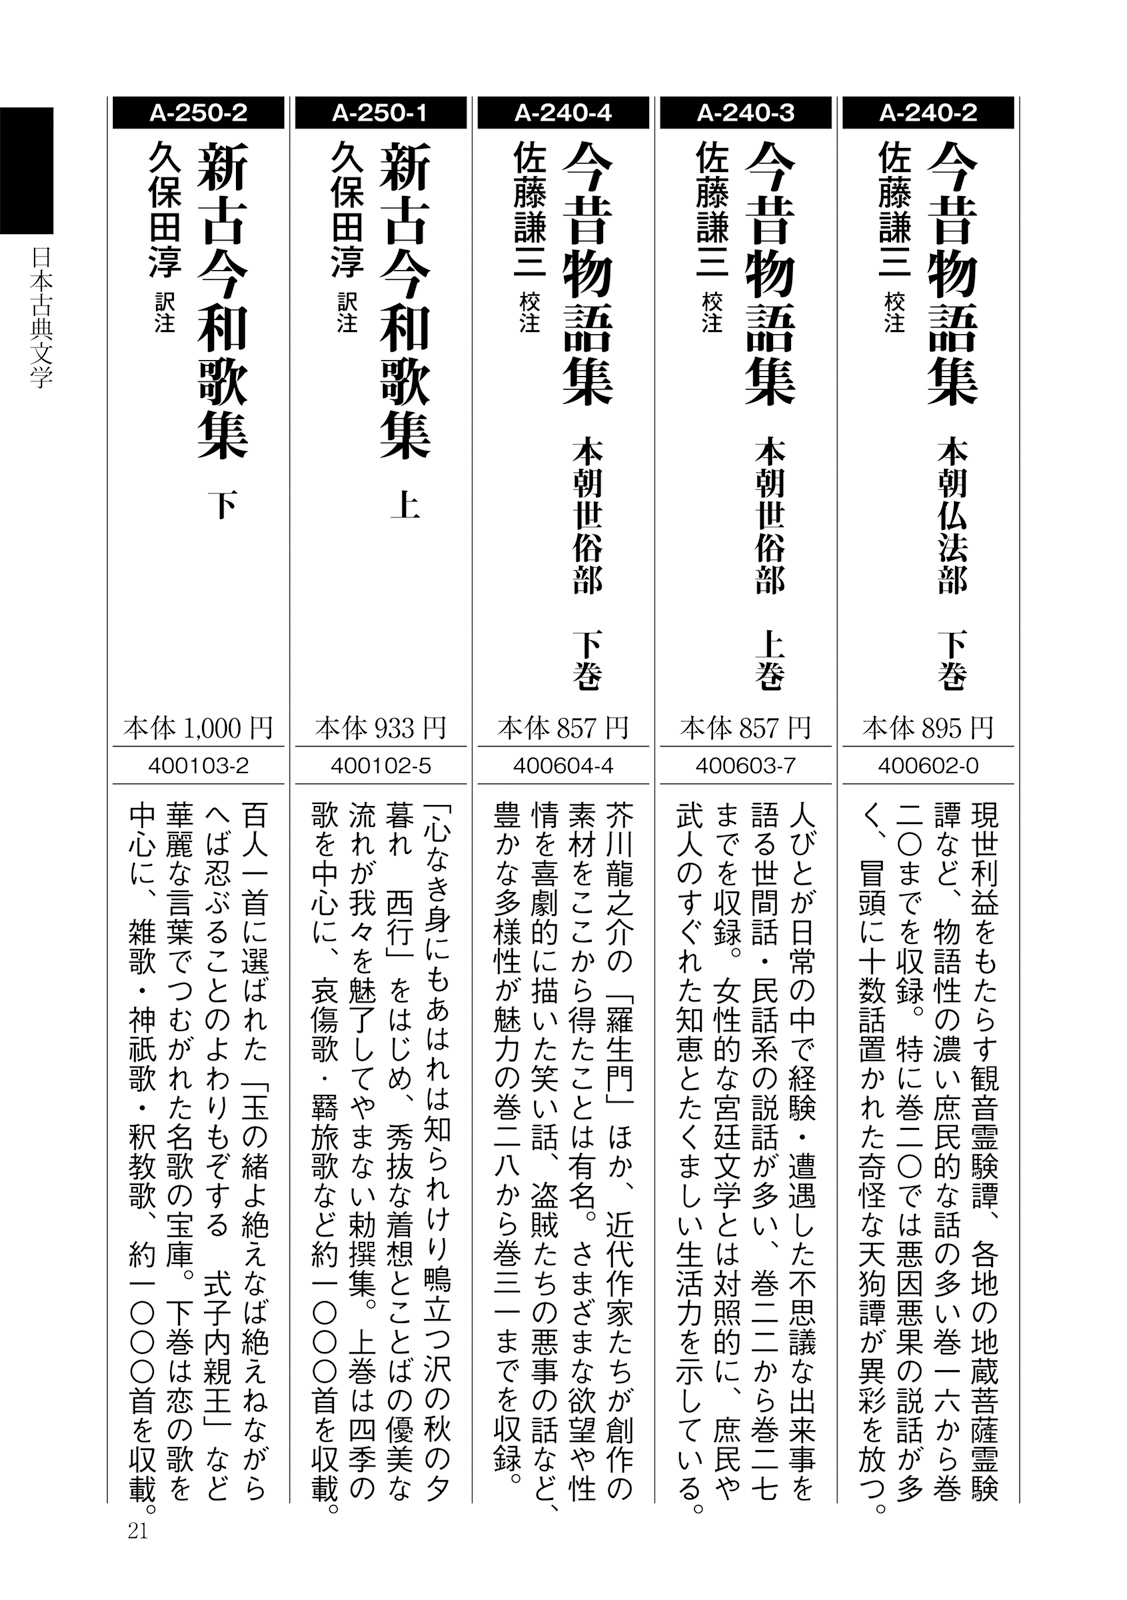 日本古典文学
A-240-2
今昔物語集 本朝仏法部 下巻
佐藤謙三 校注
本体 895 円
400602-0
現世利益をもたらす観音霊験譚、各地の地蔵菩薩霊験
譚など、物語性の濃い庶民的な話の多い巻一六から巻
二〇までを収録。特に巻二〇では悪因悪果の説話が多
く、冒頭に十数話置かれた奇怪な天狗譚が異彩を放つ。
A-240-3
今昔物語集 本朝世俗部 上巻
佐藤謙三 校注
本体 857 円
400603-7
人びとが日常の中で経験・遭遇した不思議な出来事を
語る世間話・民話系の説話が多い、巻二二から巻二七
までを収録。女性的な宮廷文学とは対照的に、庶民や
武人のすぐれた知恵とたくましい生活力を示している。
A-240-4
今昔物語集 本朝世俗部 下巻
佐藤謙三 校注
本体 857 円
400604-4
芥川龍之介の「羅生門」ほか、近代作家たちが創作の
素材をここから得たことは有名。さまざまな欲望や性
情を喜劇的に描いた笑い話、盗賊たちの悪事の話など、
豊かな多様性が魅力の巻二八から巻三一までを収録。
A-250-1
新古今和歌集 上
久保田淳 訳注
本体 933 円
400102-5
「心なき身にもあはれは知られけり鴫立つ沢の秋の夕
暮れ 西行」をはじめ、秀抜な着想とことばの優美な
流れが我々を魅了してやまない勅撰集。上巻は四季の
歌を中心に、哀傷歌・羇旅歌など約一〇〇〇首を収載。
A-250-2
新古今和歌集 下
久保田淳 訳注
本体 1,000 円
400103-2
百人一首に選ばれた「玉の緒よ絶えなば絶えねながら
へば忍ぶることのよわりもぞする 式子内親王」など
華麗な言葉でつむがれた名歌の宝庫。下巻は恋の歌を
中心に、雑歌・神祇歌・釈教歌、約一〇〇〇首を収載。
21